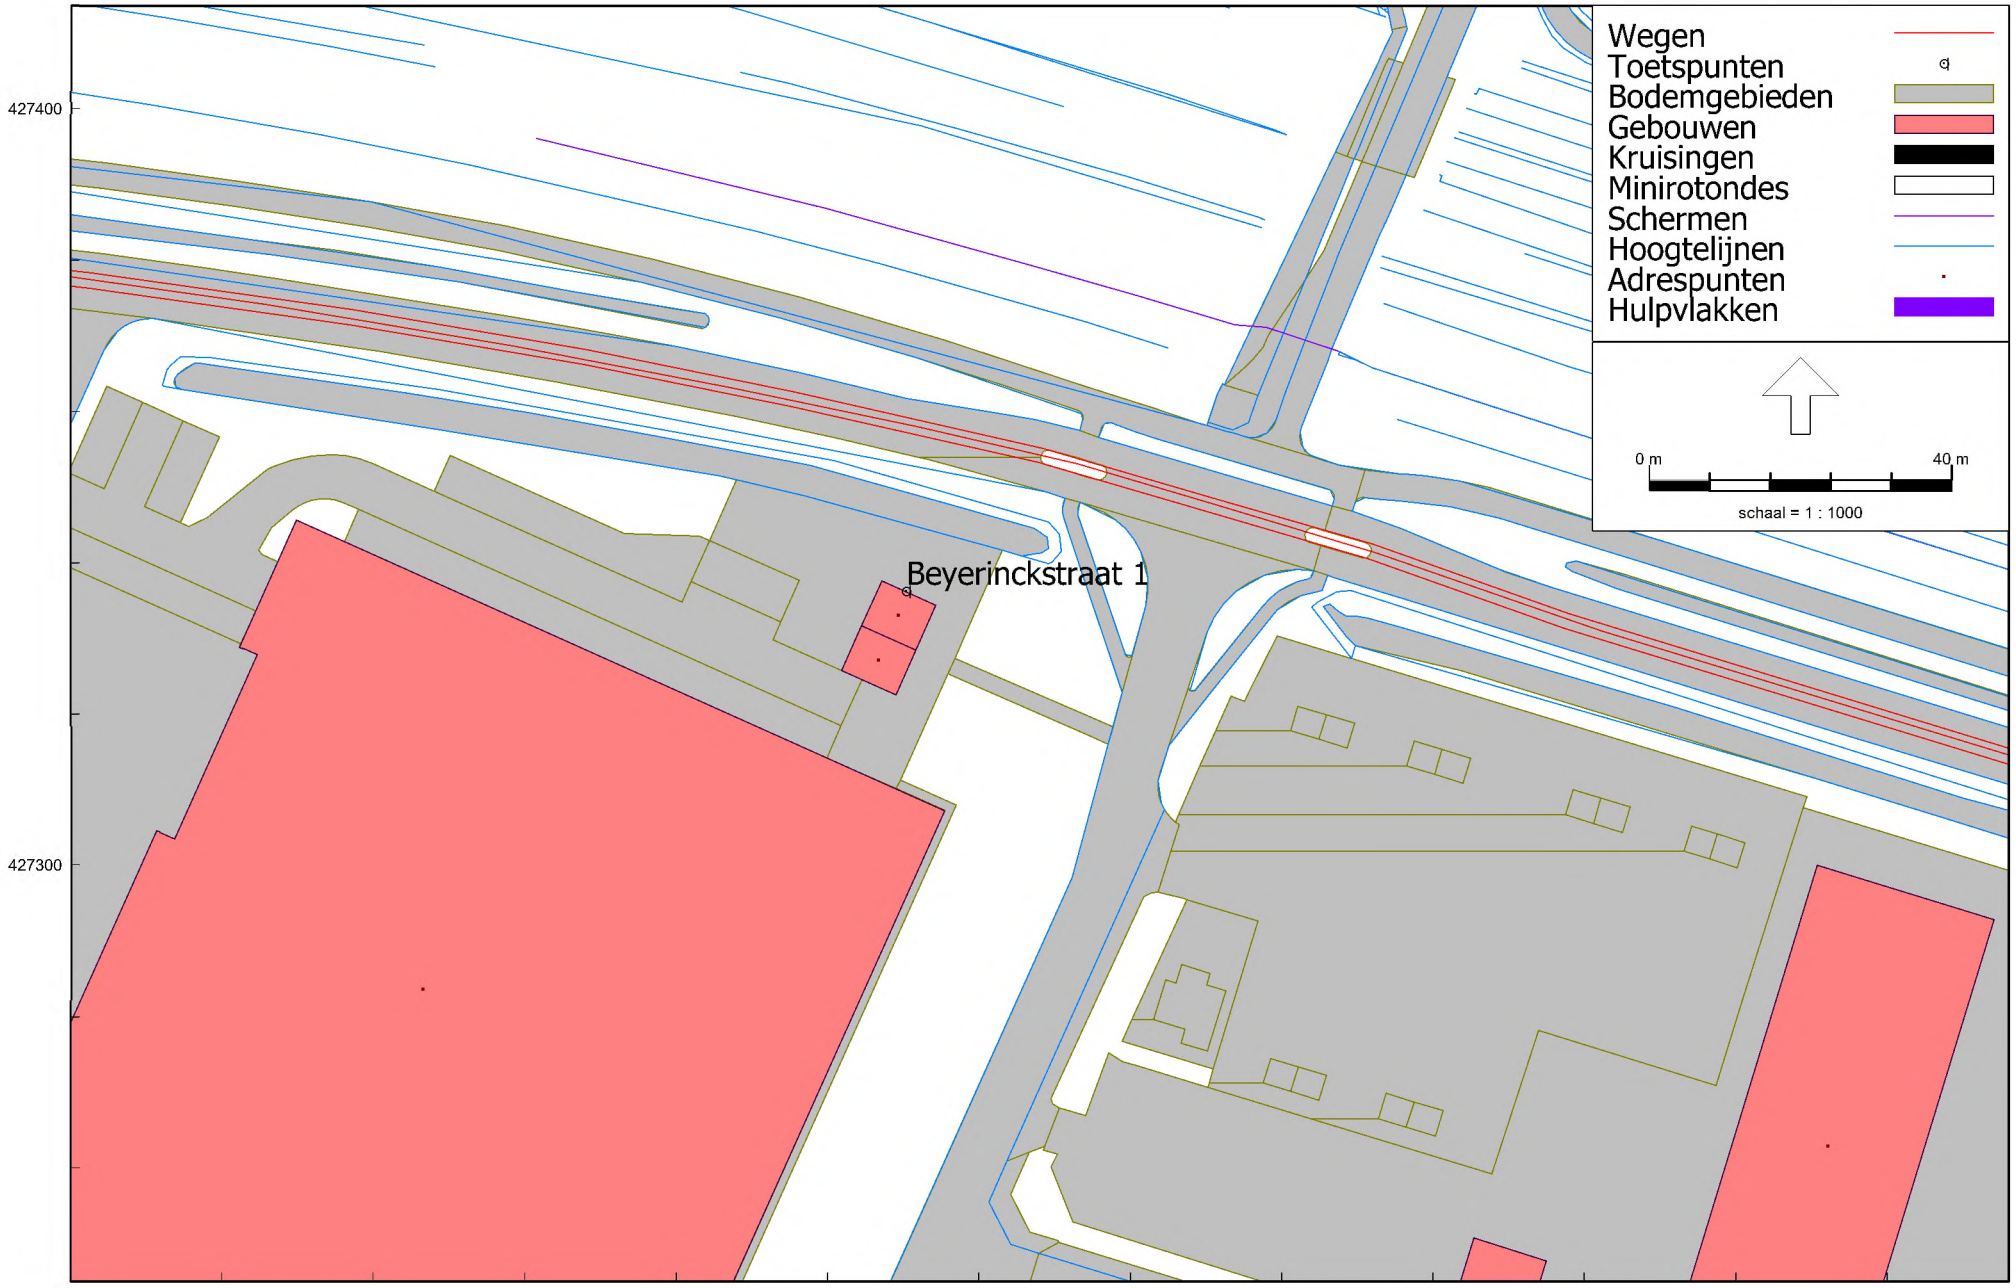 Wegen
Toetspunten
Bodemgebieden
Gebouwen
Kruisingen
Minirotondes
Schermen
Hoogtelijnen
Adrespunten
Hulpvlakken
0 m 40 m
schaal = 1 : 1000
427400
Beyerinckstraat 1
427300